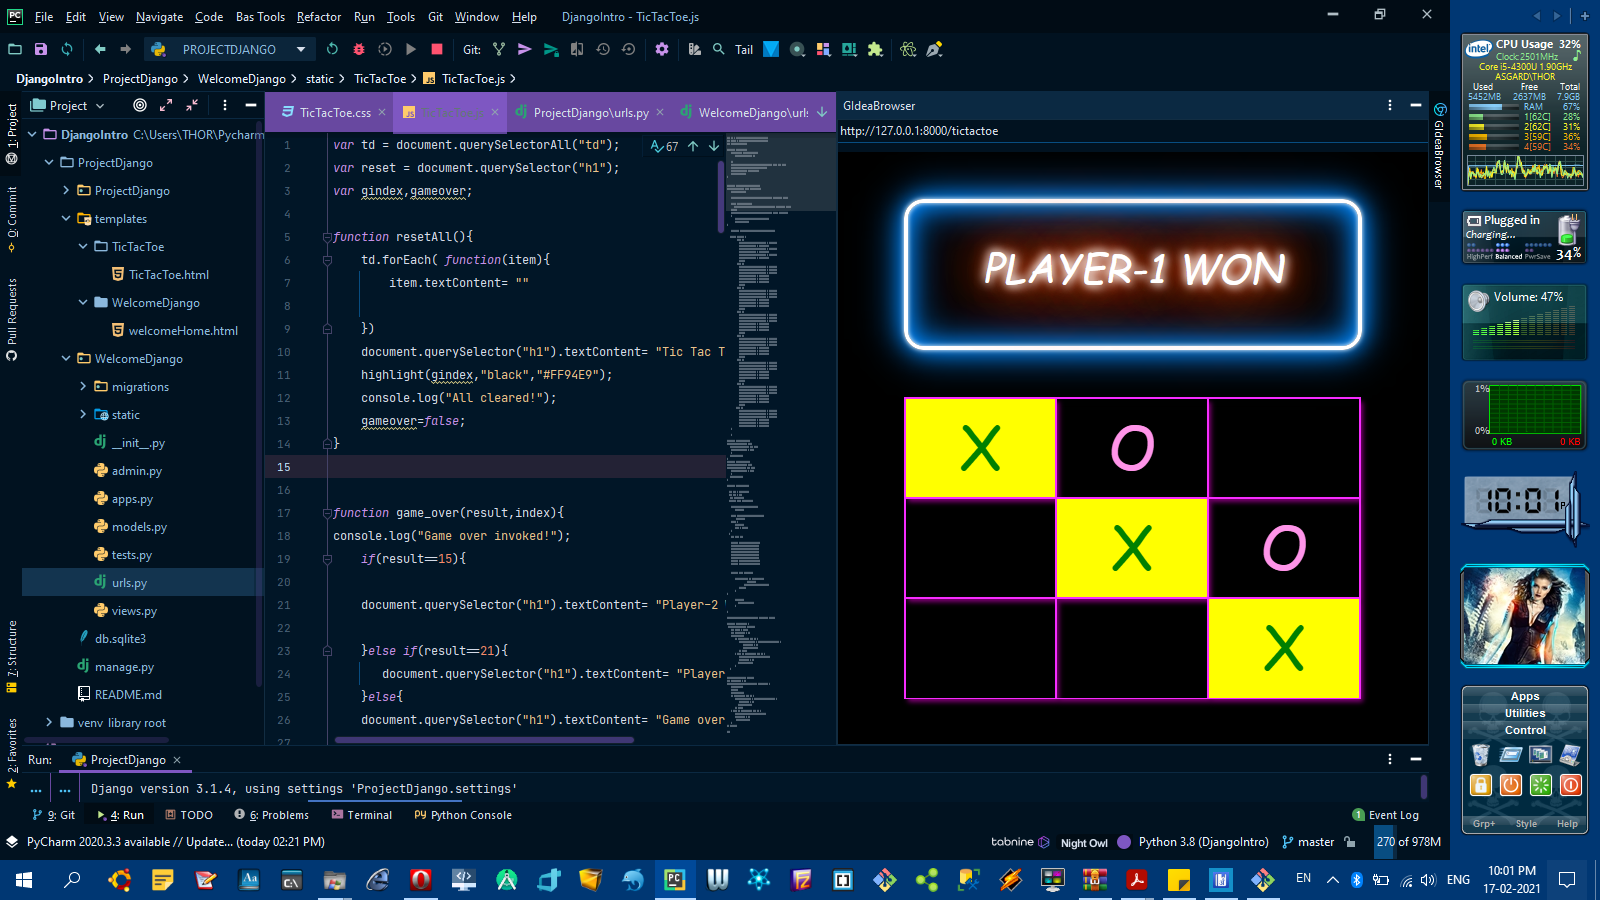 PC File Edit View Navigate Code Bas Tools Refactor Run Tools Git Window Help DjangoIntro - TicTacToe.js
PROJECTDJANGO Git: Tail
DjangoIntro ProjectDjango WelcomeDjango static TicTacToe TicTacToe.js
1: Project
0: Commit
Pull Requests
7: Structure
2: Favorites
Project
DjangoIntro C:\Users\THOR\Pycharm
ProjectDjango
ProjectDjango
templates
TicTacToe
TicTacToe.html
WelcomeDjango
welcomeHome.html
WelcomeDjango
migrations
static
__init__.py
admin.py
apps.py
models.py
tests.py
urls.py
views.py
db.sqlite3
manage.py
README.md
venv library root
TicTacToe.css ProjectDjango\urls.py WelcomeDjango\url:
67
1 var td = document.querySelectorAll("td");
2 var reset = document.querySelector("h1");
3 var gindex,gameover;
4
5 function resetAll(){
6 td.forEach( function(item){
7 item.textContent= ""
8
9 })
10 document.querySelector("h1").textContent= "Tic Tac T
11 highlight(gindex,"black","#FF94E9");
12 console.log("All cleared!");
13 gameover=false;
14 }
15
16
17 function game_over(result,index){
18 console.log("Game over invoked!");
19 if(result==15){
20
21 document.querySelector("h1").textContent= "Player-2
22
23 }else if(result==21){
24 document.querySelector("h1").textContent= "Player
25 }else{
26 document.querySelector("h1").textContent= "Game over
27
GIdeaBrowser
http://127.0.0.1:8000/tictactoe
GIdeaBrowser
PLAYER-1 WON
X O
X O
X
Run: ProjectDjango
... ... Django version 3.1.4, using settings 'ProjectDjango.settings'
9: Git 4: Run TODO 6: Problems Terminal Python Console 1 Event Log
PyCharm 2020.3.3 available // Update... (today 02:21 PM) tabnine Night Owl Python 3.8 (DjangoIntro) master 270 of 978M
intel CPU Usage 32%
Clock:2501MHz
Core i5-4300U 1.90GHz
ASGARD\THOR
Used Free Total
5452MB 2637MB 7.9GB
RAM 67%
1[62C] 28%
2[62C] 31%
3[59C] 36%
4[59C] 34%
Plugged in
Charging...
HighPerf Balanced PwrSave 34%
Volume: 47%
1%
0%
0 KB 0 KB
10:01
Apps
Utilities
Control
Grp+ Style Help
EN ENG 10:01 PM
17-02-2021